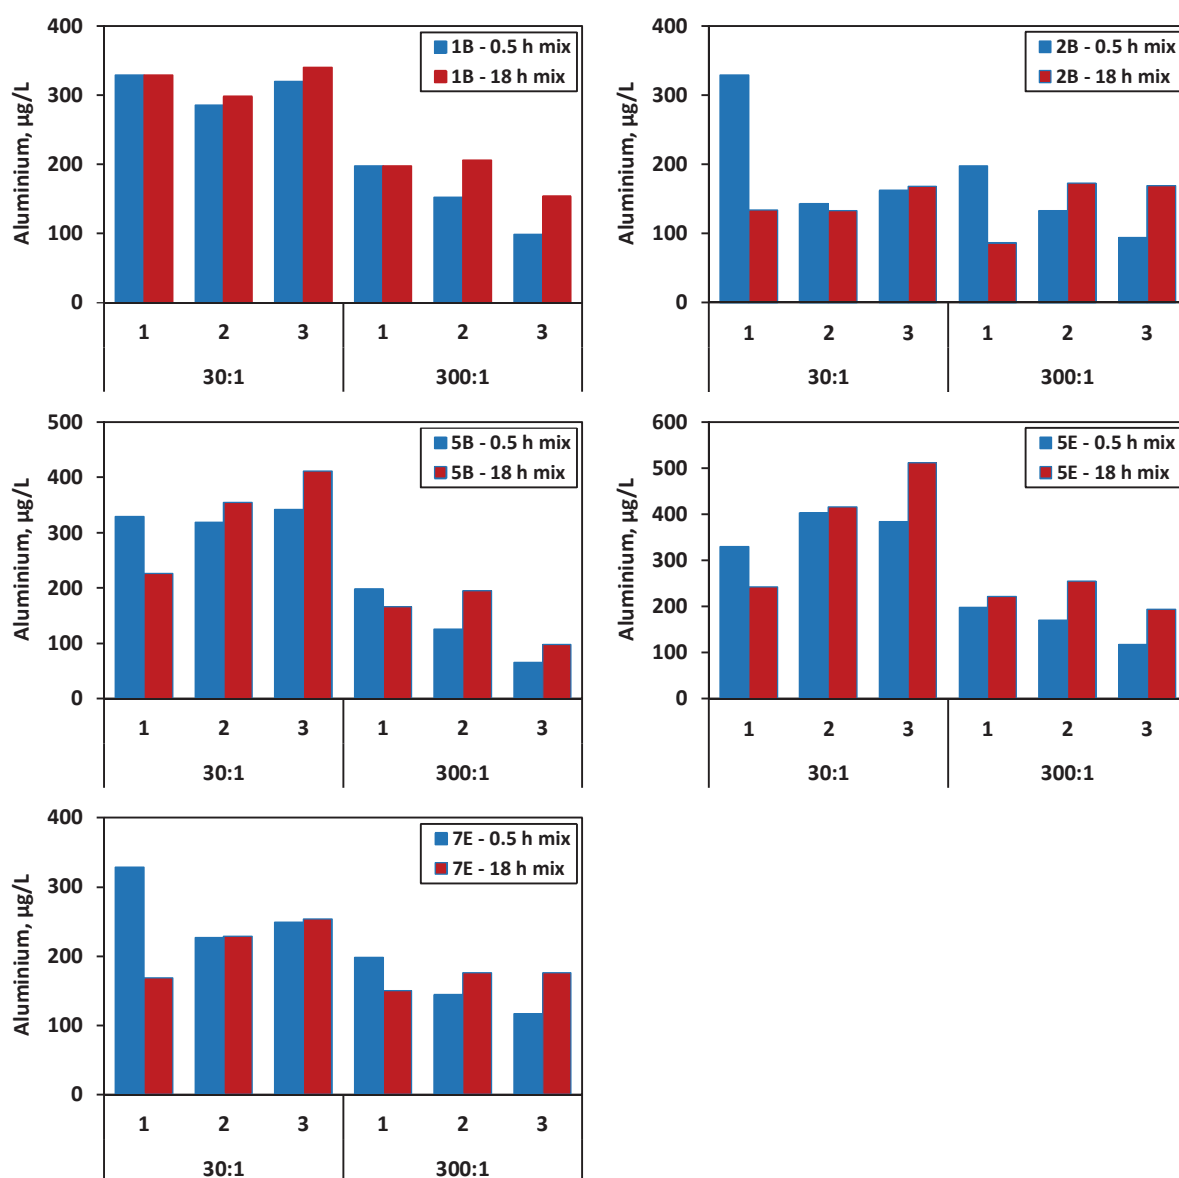 Aluminium, µg/L
400
300
200
100
0
1B - 0.5 h mix
1B - 18 h mix
1 2 3 1 2 3
30:1 300:1
Aluminium, µg/L
400
300
200
100
0
2B - 0.5 h mix
2B - 18 h mix
1 2 3 1 2 3
30:1 300:1
Aluminium, µg/L
500
400
300
200
100
0
5B - 0.5 h mix
5B - 18 h mix
1 2 3 1 2 3
30:1 300:1
Aluminium, µg/L
600
500
400
300
200
100
0
5E - 0.5 h mix
5E - 18 h mix
1 2 3 1 2 3
30:1 300:1
Aluminium, µg/L
400
300
200
100
0
7E - 0.5 h mix
7E - 18 h mix
1 2 3 1 2 3
30:1 300:1